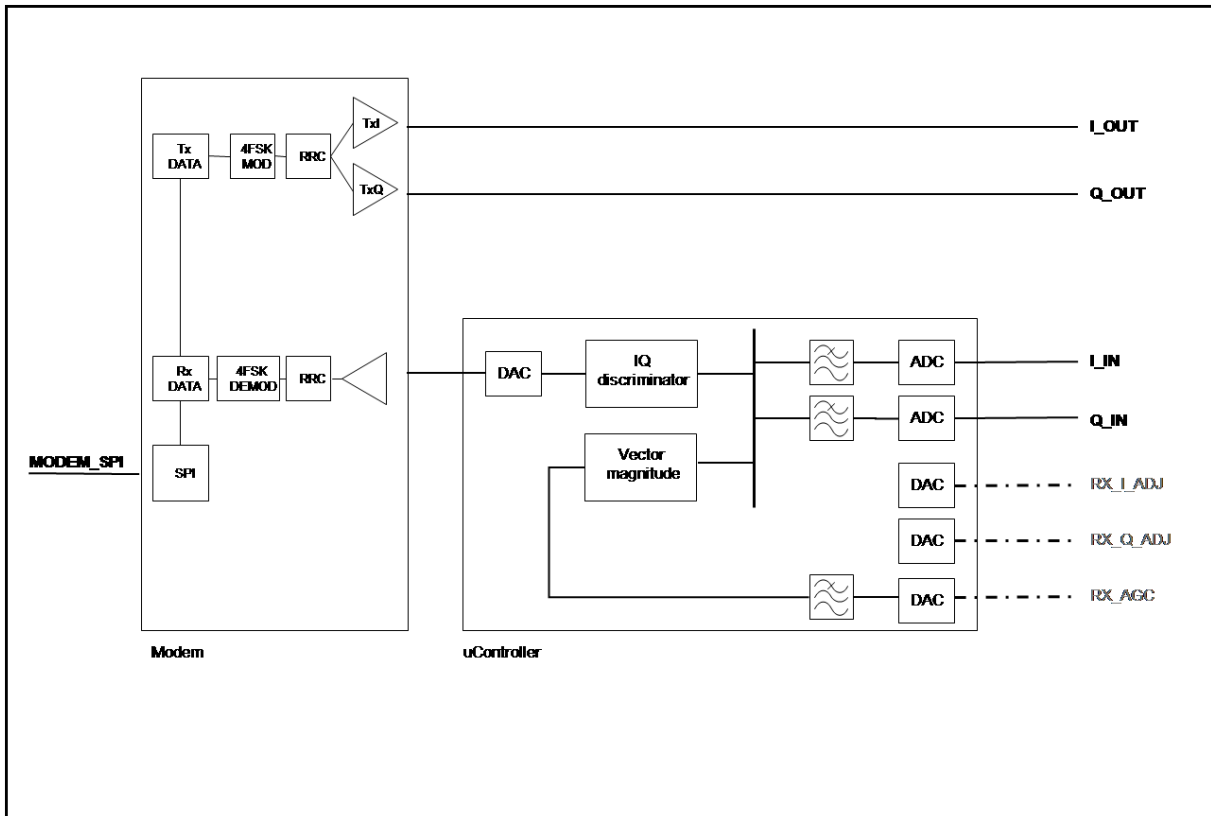 TxI
I_OUT
Tx
DATA
4FSK
MOD
RRC
TxQ
Q_OUT
Rx
DATA
4FSK
DEMOD
RRC
DAC
IQ
discriminator
ADC
I_IN
ADC
Q_IN
MODEM_SPI
SPI
Vector
magnitude
DAC
RX_I_ADJ
DAC
RX_Q_ADJ
DAC
RX_AGC
Modem
uController